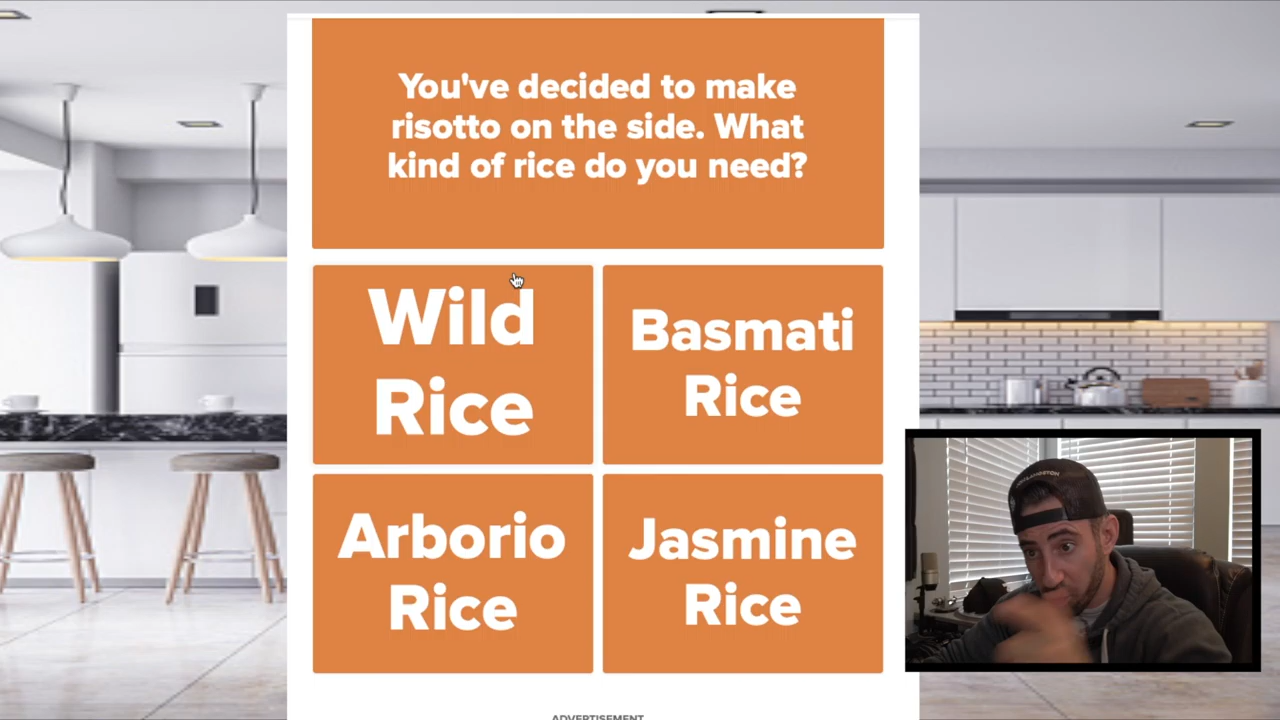 You've decided to make
risotto on the side. What
kind of rice do you need?
Wild
Rice
Basmati
Rice
Arborio
Rice
Jasmine
Rice
ADVERTISEMENT